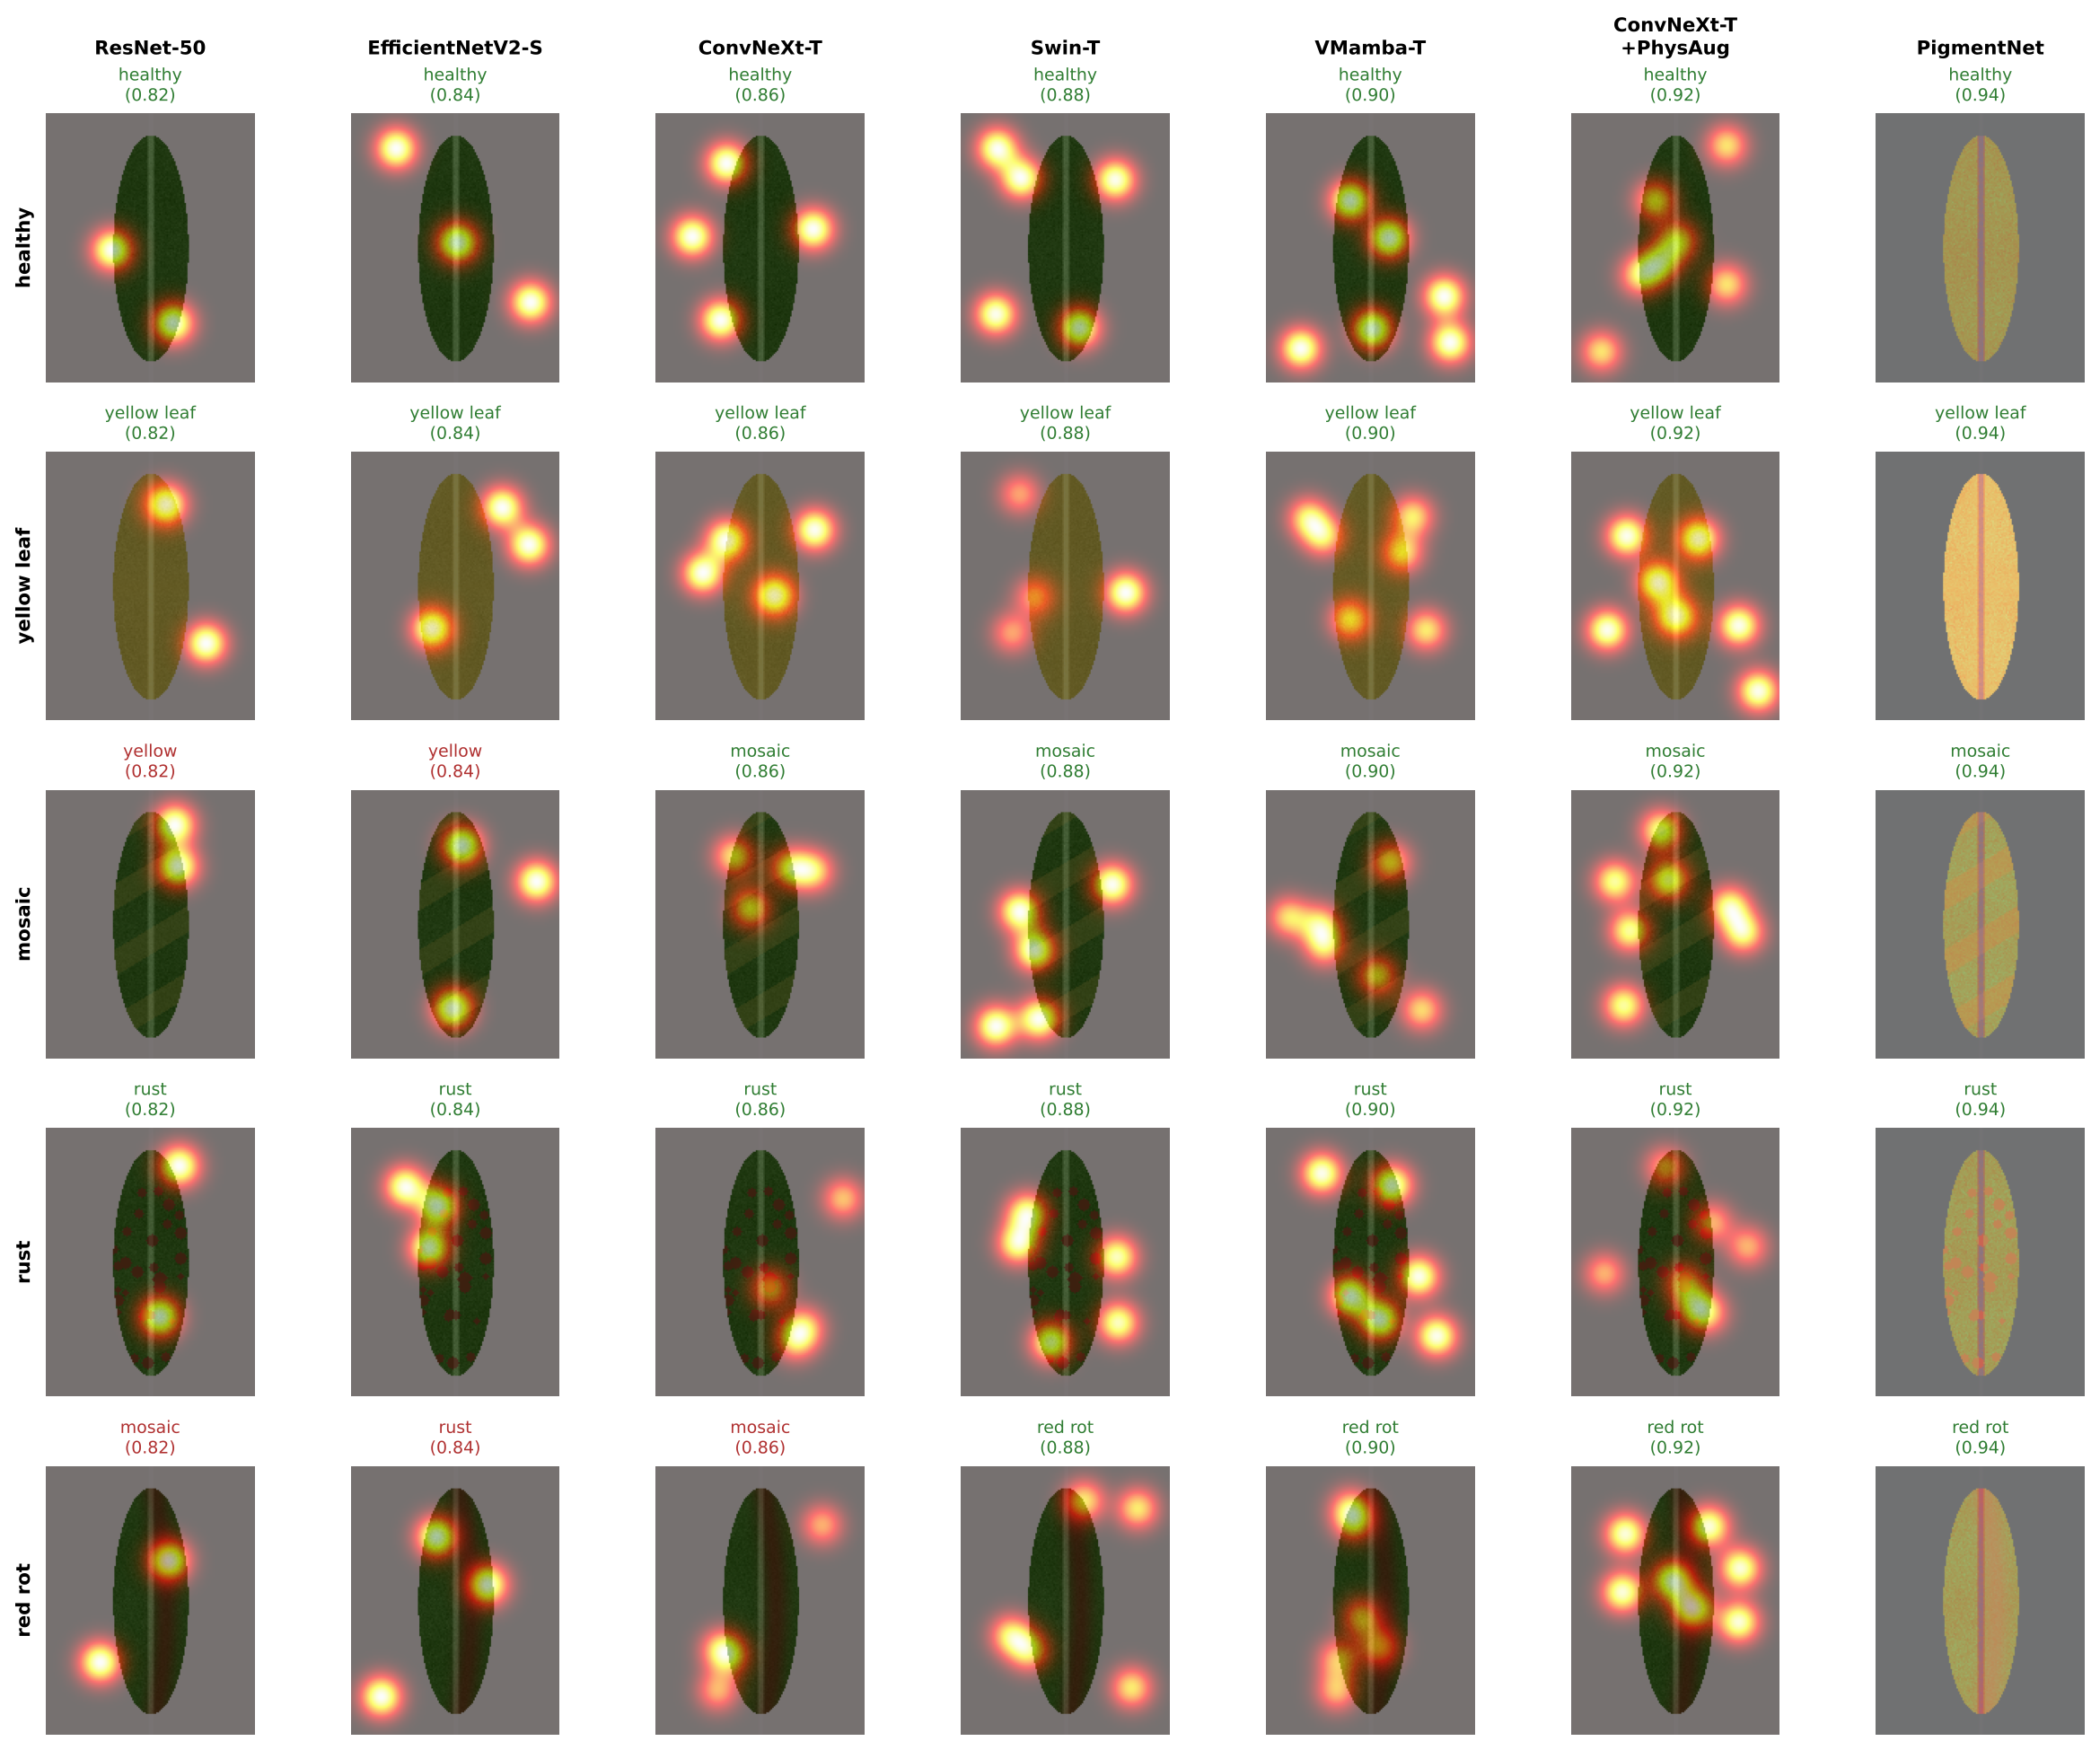 ResNet-50
EfficientNetV2-S
ConvNeXt-T
Swin-T
VMamba-T
ConvNeXt-T
+PhysAug
PigmentNet
healthy
healthy
(0.82)
healthy
(0.84)
healthy
(0.86)
healthy
(0.88)
healthy
(0.90)
healthy
(0.92)
healthy
(0.94)
yellow leaf
yellow leaf
(0.82)
yellow leaf
(0.84)
yellow leaf
(0.86)
yellow leaf
(0.88)
yellow leaf
(0.90)
yellow leaf
(0.92)
yellow leaf
(0.94)
mosaic
yellow
(0.82)
yellow
(0.84)
mosaic
(0.86)
mosaic
(0.88)
mosaic
(0.90)
mosaic
(0.92)
mosaic
(0.94)
rust
rust
(0.82)
rust
(0.84)
rust
(0.86)
rust
(0.88)
rust
(0.90)
rust
(0.92)
rust
(0.94)
red rot
mosaic
(0.82)
rust
(0.84)
mosaic
(0.86)
red rot
(0.88)
red rot
(0.90)
red rot
(0.92)
red rot
(0.94)